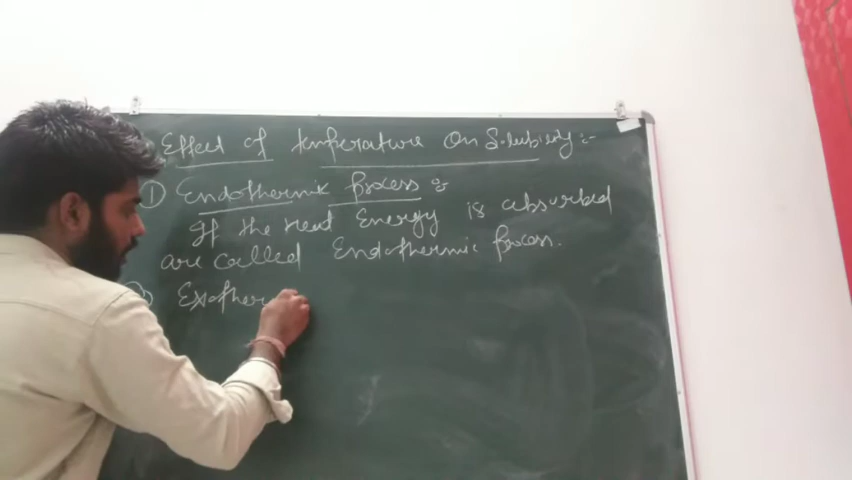 Effect of Temperature On Solubility :-
① Endothermic Process :-
If the Heat Energy is absorbed
are called Endothermic Process.
② Exother